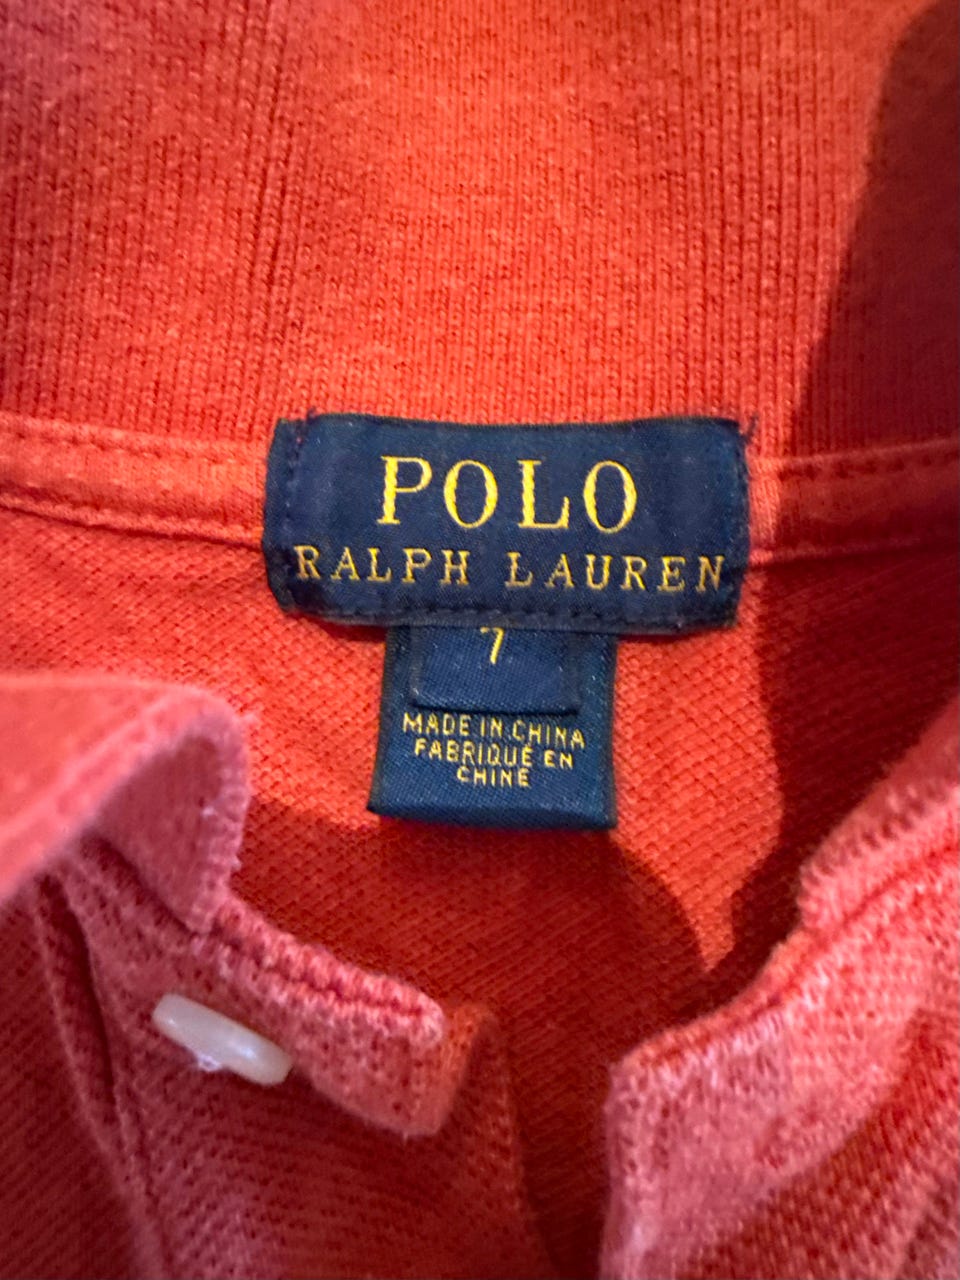 POLO
RALPH LAUREN
7
MADE IN CHINA
FABRIQUÉ EN
CHINE